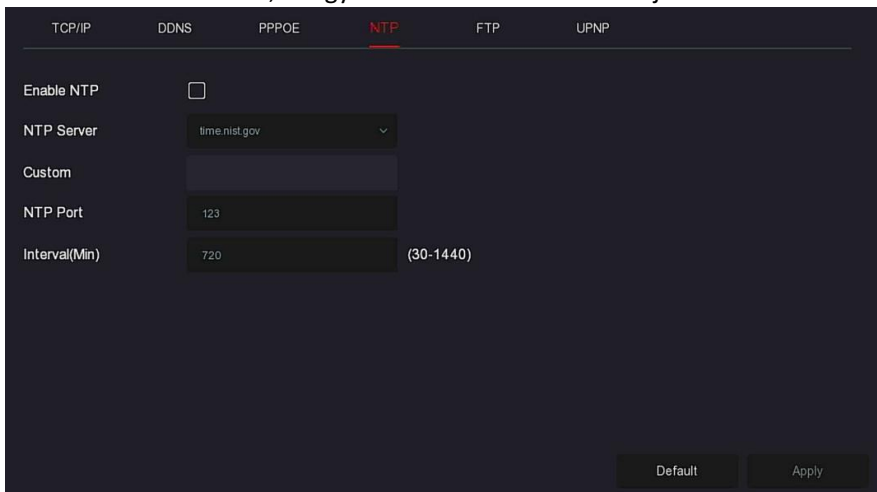 TCP/IP DDNS PPPOE NTP FTP UPNP
Enable NTP
NTP Server time.nist.gov
Custom
NTP Port 123
Interval(Min) 720 (30-1440)
Default Apply